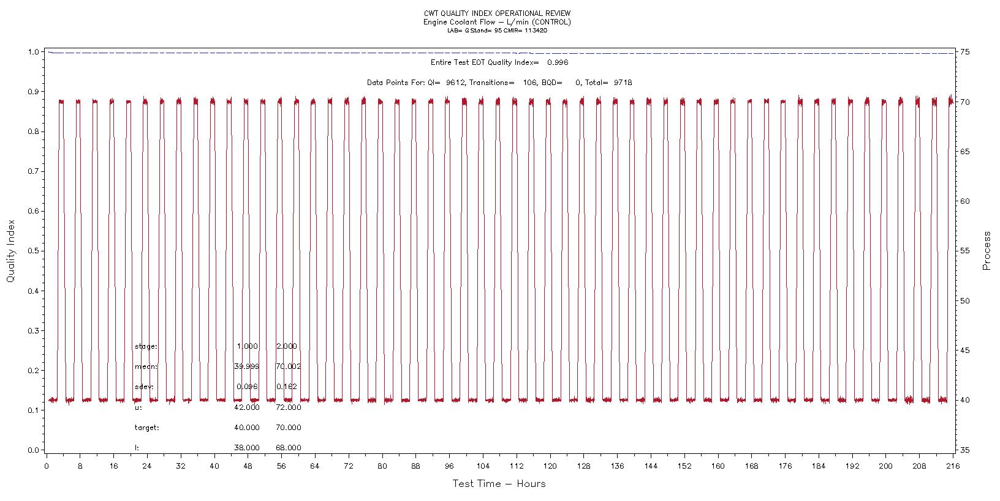 CWT QUALITY INDEX OPERATIONAL REVIEW
Engine Coolant Flow – L/min (CONTROL)
LAB= G Stand= 95 CMIR= 113420
Entire Test EOT Quality Index= 0.996
Data Points For: QI= 9612, Transitions= 106, BQD= 0, Total= 9718
1.0 75
0.9 70
0.8 65
0.7
0.6 60
0.5 55
0.4 50
0.3 45
0.2
0.1 40
0.0 35
Quality Index
Process
stage: 1.000 2.000
mean: 39.999 70.002
sdev: 0.096 0.162
u: 42.000 72.000
target: 40.000 70.000
l: 38.000 68.000
0 8 16 24 32 40 48 56 64 72 80 88 96 104 112 120 128 136 144 152 160 168 176 184 192 200 208 216
Test Time – Hours